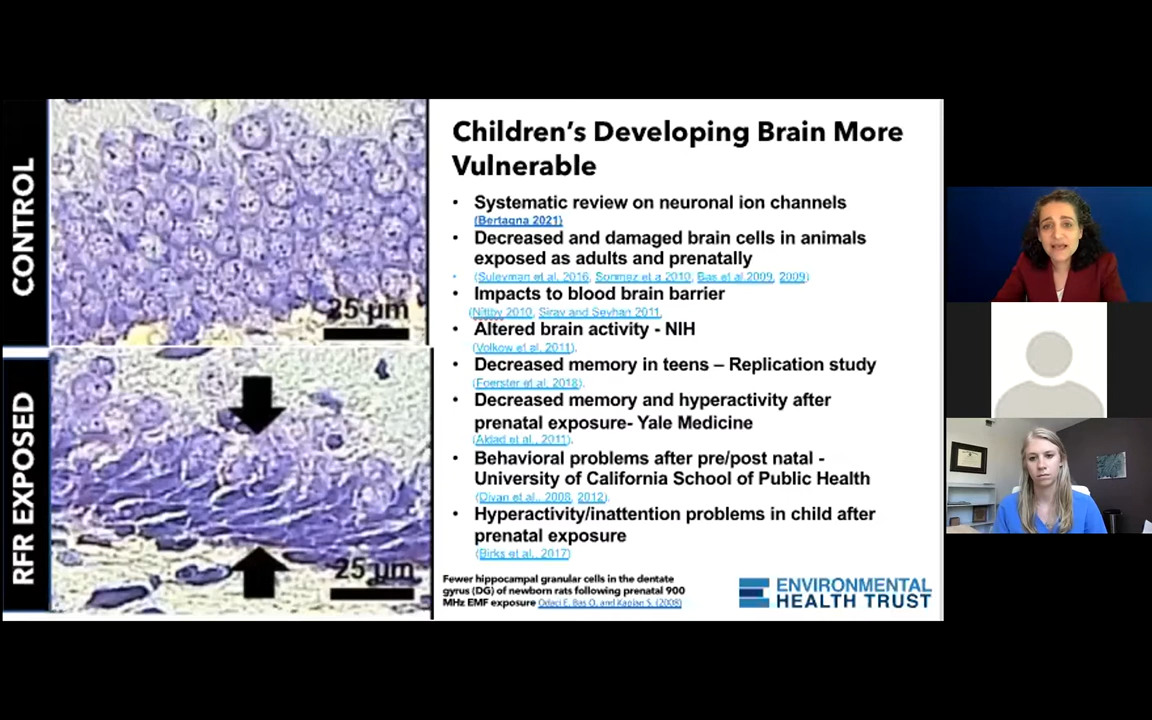 CONTROL
25 µm
RFR EXPOSED
25 µm
Children's Developing Brain More
Vulnerable
• Systematic review on neuronal ion channels
(Bertagna 2021)
• Decreased and damaged brain cells in animals
exposed as adults and prenatally
• (Suleyman et al. 2016, Sonmez et a 2010, Bas et al 2009, 2009)
• Impacts to blood brain barrier
(Nittby 2010, Sirav and Seyhan 2011,
• Altered brain activity - NIH
(Volkow et al. 2011).
• Decreased memory in teens – Replication study
(Foerster et al. 2018).
• Decreased memory and hyperactivity after
prenatal exposure- Yale Medicine
(Aldad et al., 2011).
• Behavioral problems after pre/post natal -
University of California School of Public Health
(Divan et al., 2008, 2012).
• Hyperactivity/inattention problems in child after
prenatal exposure
(Birks et al., 2017)
Fewer hippocampal granular cells in the dentate
gyrus (DG) of newborn rats following prenatal 900
MHz EMF exposure Odaci E, Bas O, and Kaplan S. (2008)
ENVIRONMENTAL
HEALTH TRUST